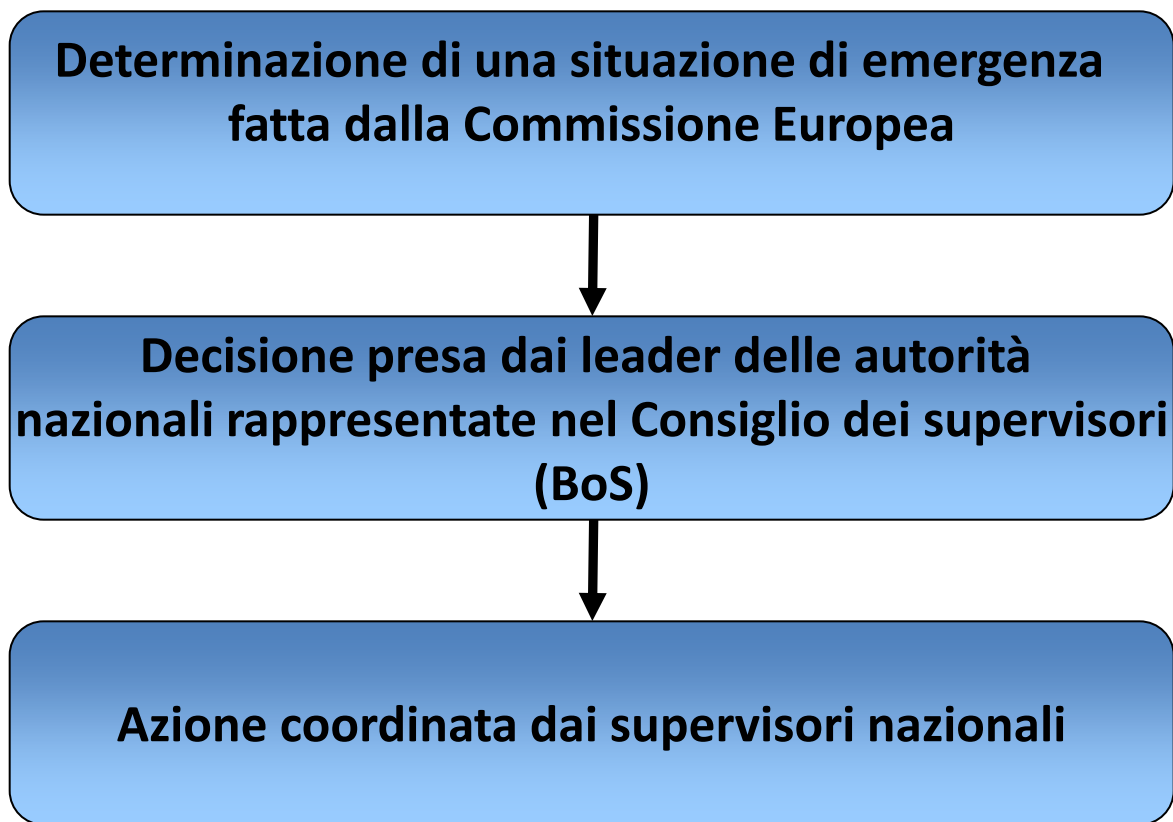 Determinazione di una situazione di emergenza
fatta dalla Commissione Europea
Decisione presa dai leader delle autorità
nazionali rappresentate nel Consiglio dei supervisori
(BoS)
Azione coordinata dai supervisori nazionali